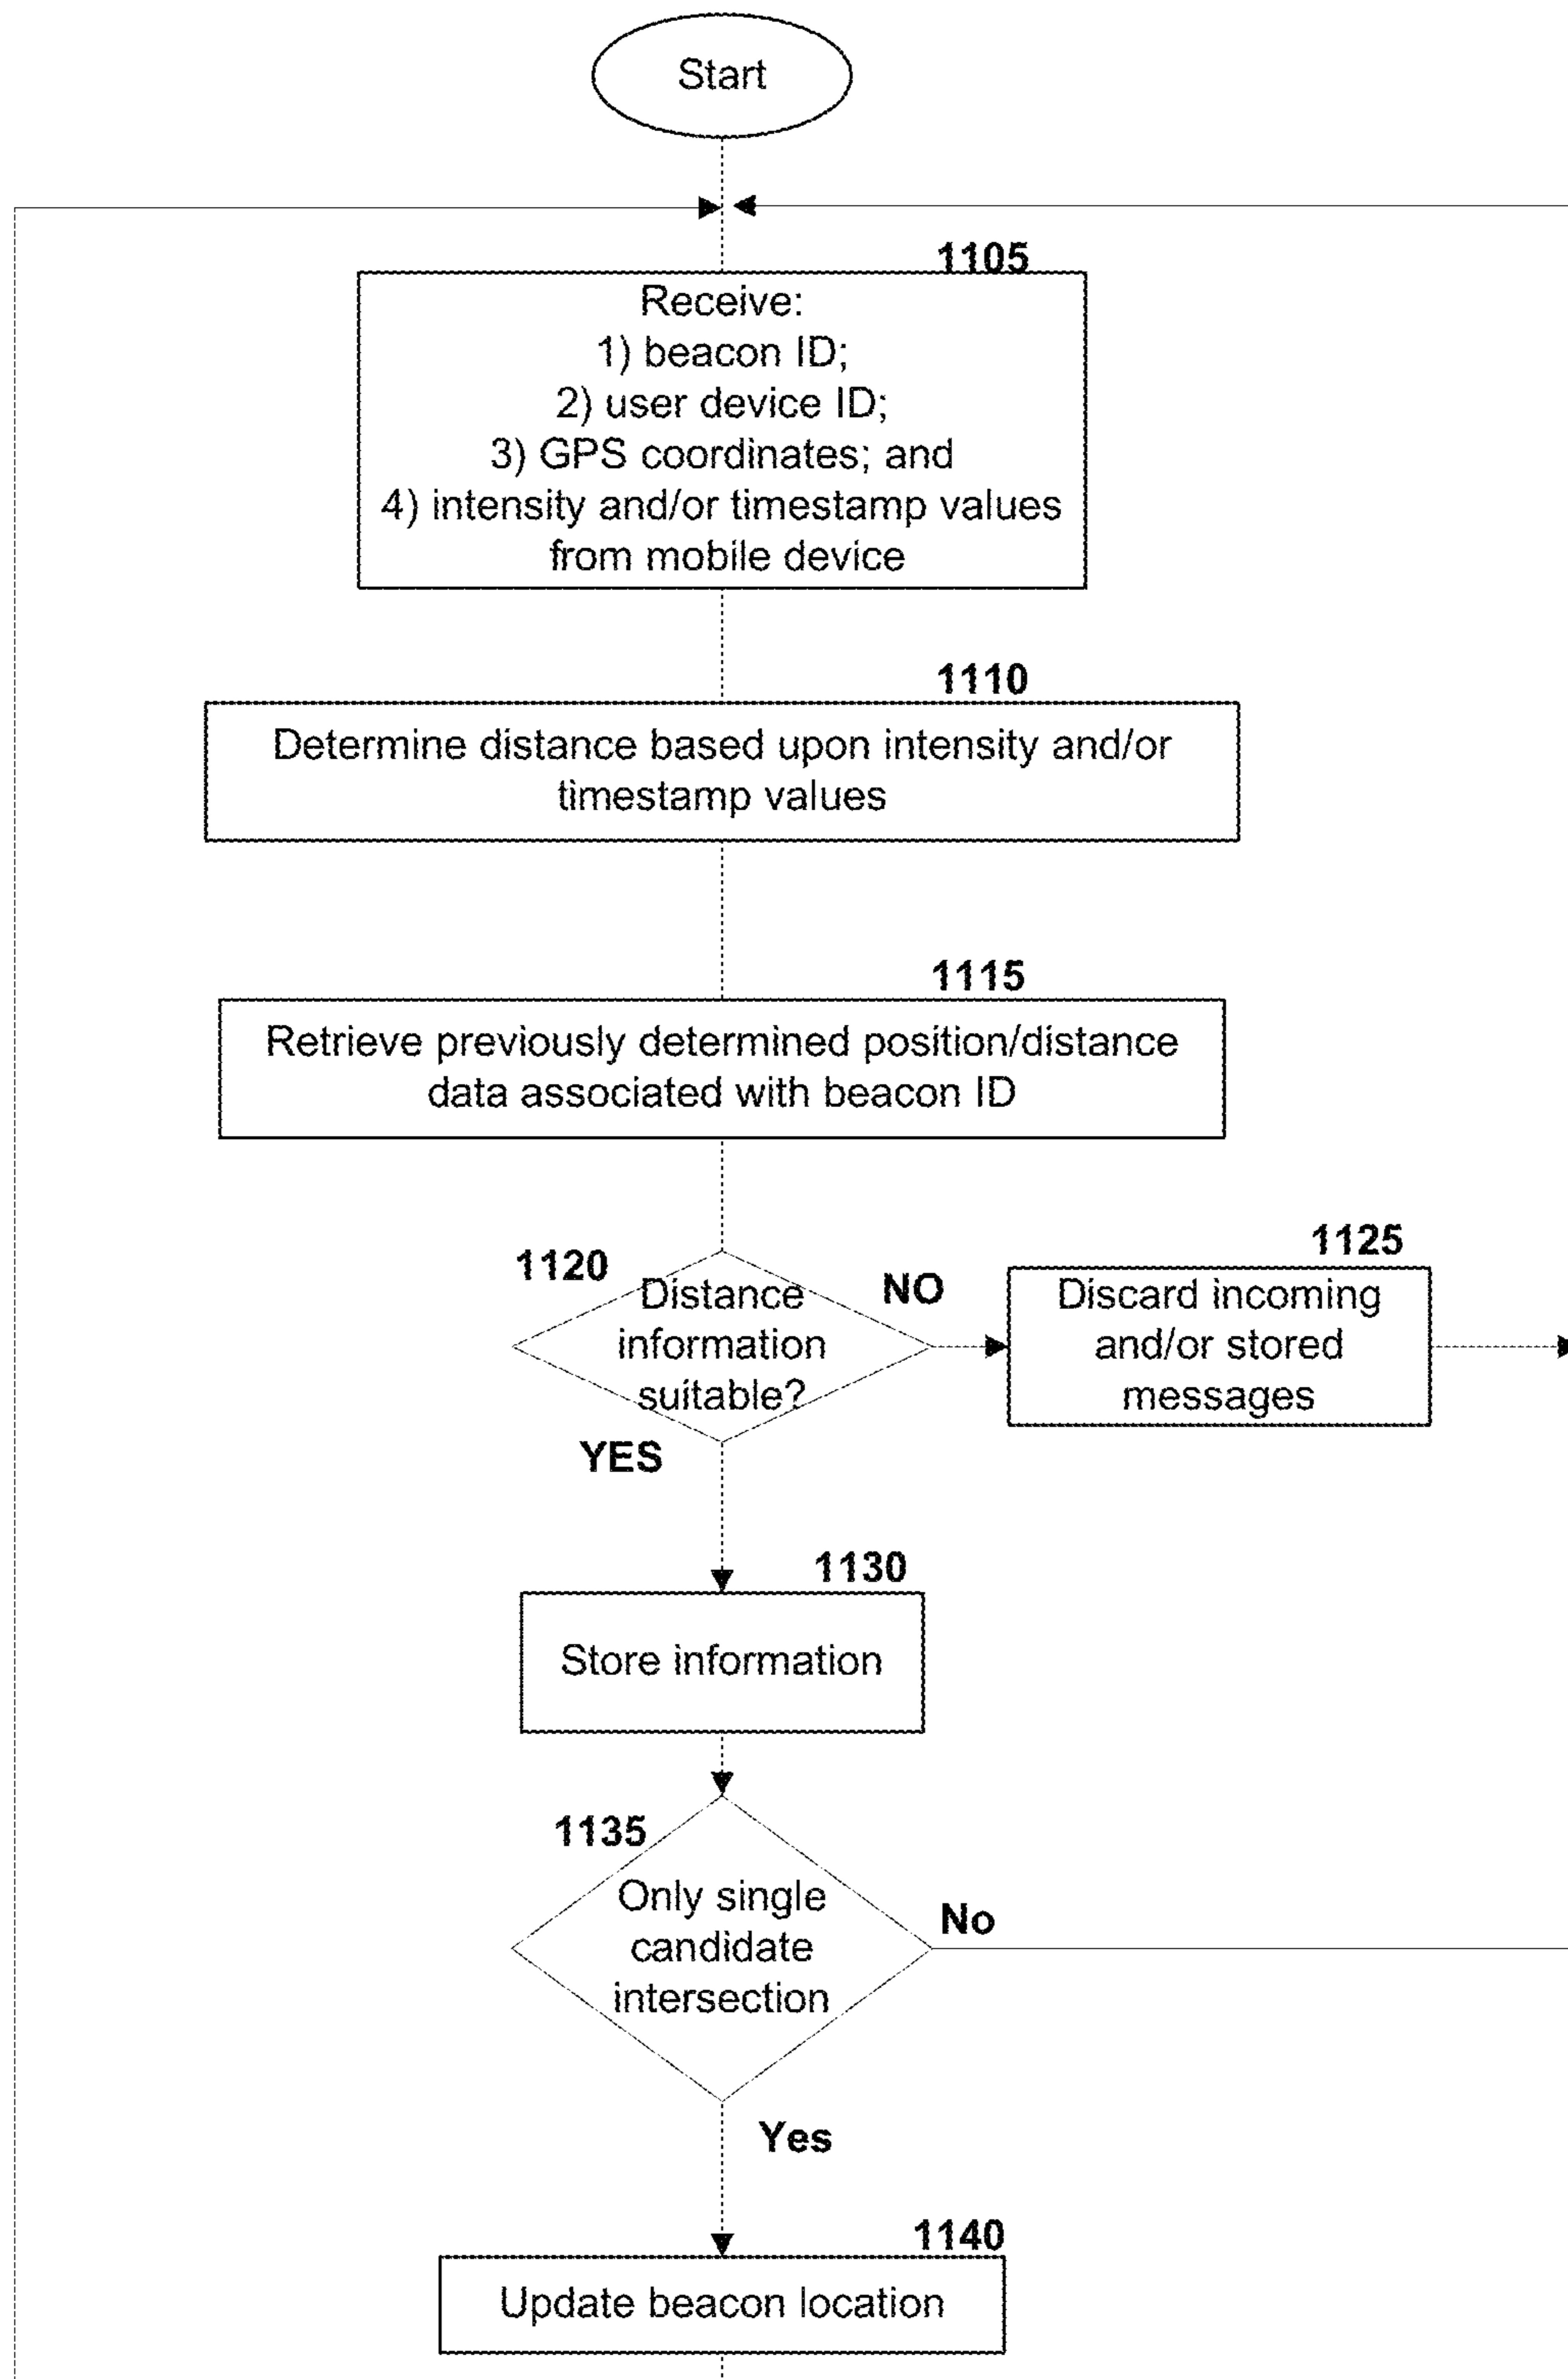 Start
1105
Receive:
1) beacon ID;
2) user device ID;
3) GPS coordinates; and
4) intensity and/or timestamp values
from mobile device
1110
Determine distance based upon intensity and/or
timestamp values
1115
Retrieve previously determined position/distance
data associated with beacon ID
1120
Distance
information
suitable?
NO
YES
1125
Discard incoming
and/or stored
messages
1130
Store information
1135
Only single
candidate
intersection
No
Yes
1140
Update beacon location